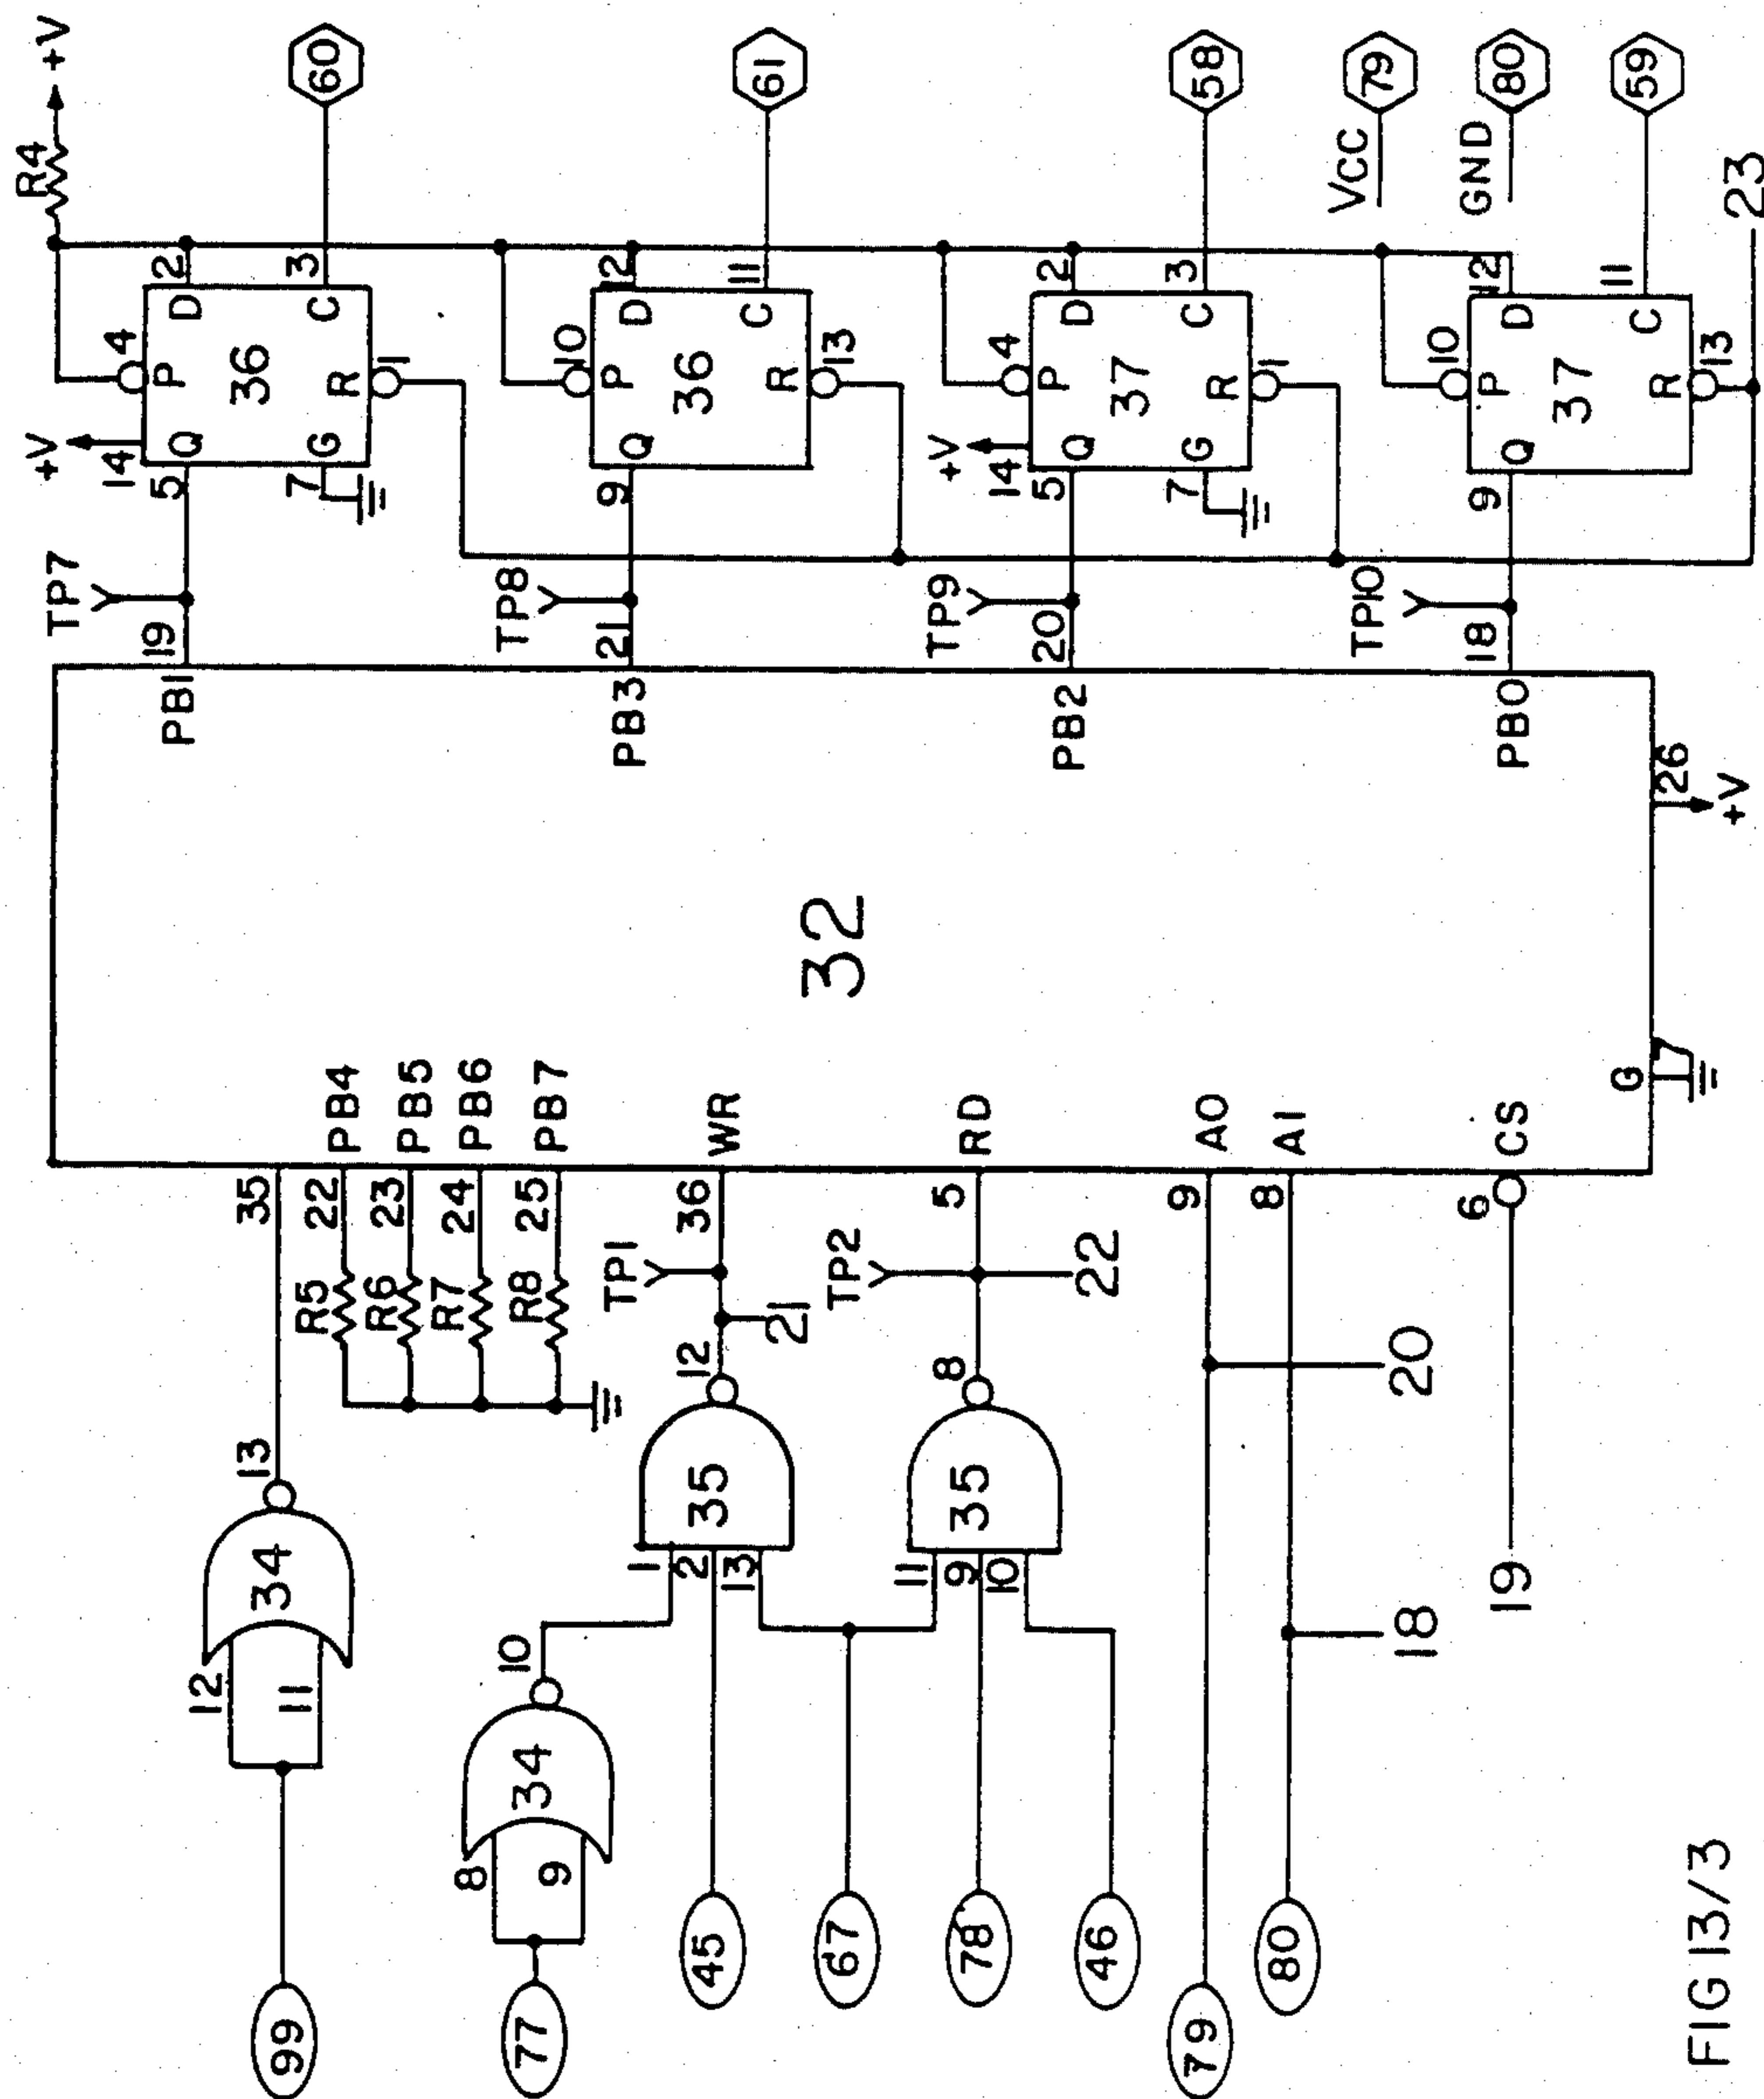 R4
+V
60
61
58
VCC
79
GND
80
59
23
2
3
12
11
2
3
12
11
D
C
D
C
D
C
D
C
4
P
36
R
1
10
P
36
R
13
4
P
37
R
1
10
P
37
R
13
+V
14
Q
G
Q
+V
14
Q
G
Q
5
7
9
5
7
9
TP7
19
TP8
21
TP9
20
TP10
18
PB1
PB3
PB2
PB0
26
+V
32
PB4
PB5
PB6
PB7
WR
RD
A0
A1
CS
G
7
35
22
23
24
25
36
5
9
8
6
R5
R6
R7
R8
TP1
TP2
21
22
20
13
12
8
34
35
35
19
18
12
11
1
2
13
11
9
10
10
34
8
9
99
77
45
67
78
46
79
80
FIG 13/3